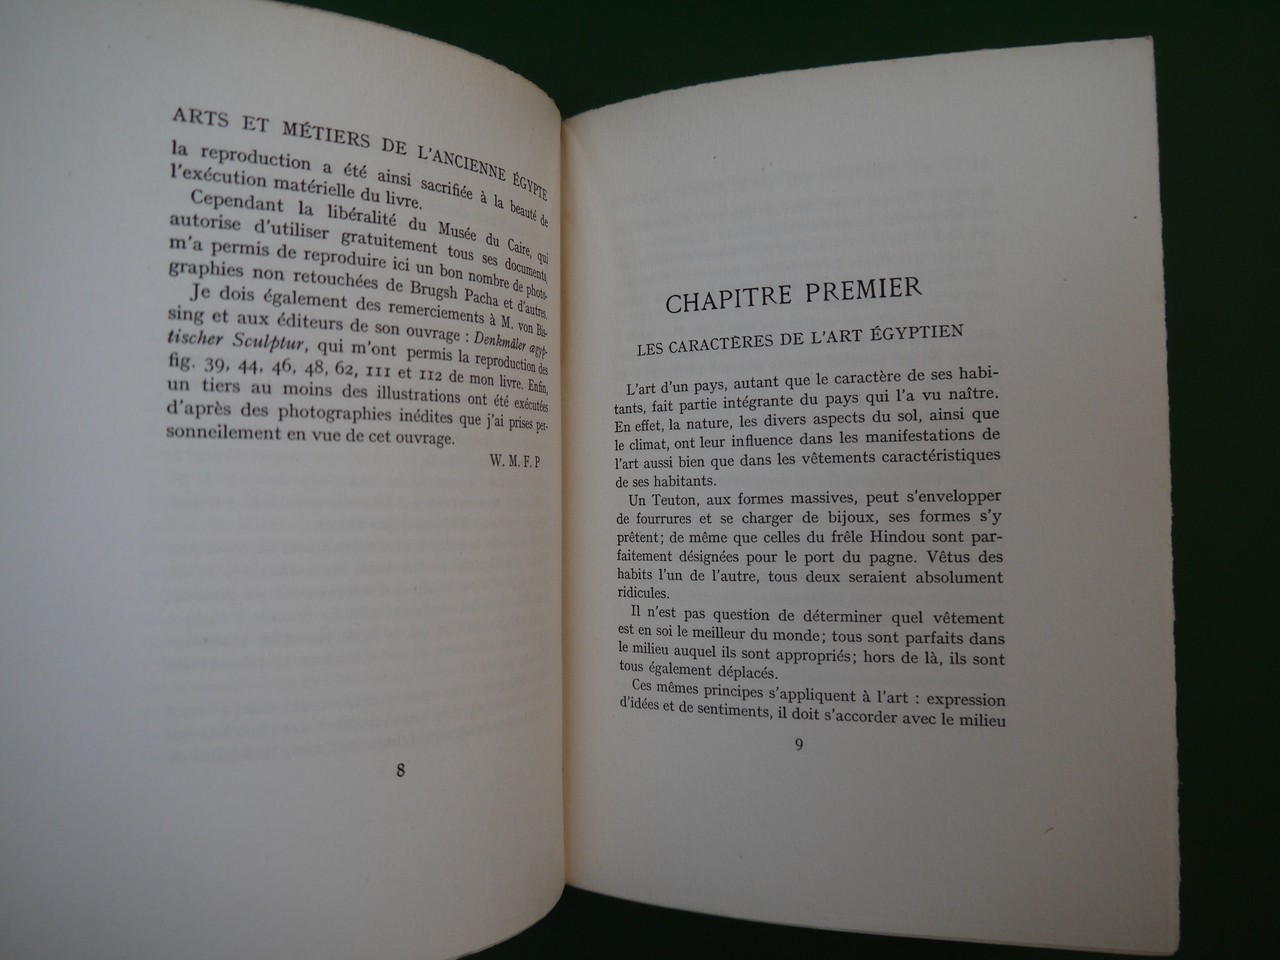 ARTS ET MÉTIERS DE L'ANCIENNE ÉGYPTE
la reproduction a été ainsi sacrifiée à la beauté de
l'exécution matérielle du livre.
Cependant la libéralité du Musée du Caire, qui
autorise d'utiliser gratuitement tous ses documents,
m'a permis de reproduire ici un bon nombre de photo-
graphies non retouchées de Brugsh Pacha et d'autres.
Je dois également des remerciements à M. von Bis-
sing et aux éditeurs de son ouvrage : Denkmäler ægyp-
tischer Sculptur, qui m'ont permis la reproduction des
fig. 39, 44, 46, 48, 62, 111 et 112 de mon livre. Enfin,
un tiers au moins des illustrations ont été exécutées
d'après des photographies inédites que j'ai prises per-
sonneilement en vue de cet ouvrage.
W. M. F. P
8
CHAPITRE PREMIER
LES CARACTÈRES DE L'ART ÉGYPTIEN
L'art d'un pays, autant que le caractère de ses habi-
tants, fait partie intégrante du pays qui l'a vu naître.
En effet, la nature, les divers aspects du sol, ainsi que
le climat, ont leur influence dans les manifestations de
l'art aussi bien que dans les vêtements caractéristiques
de ses habitants.
Un Teuton, aux formes massives, peut s'envelopper
de fourrures et se charger de bijoux, ses formes s'y
prêtent; de même que celles du frêle Hindou sont par-
faitement désignées pour le port du pagne. Vêtus des
habits l'un de l'autre, tous deux seraient absolument
ridicules.
Il n'est pas question de déterminer quel vêtement
est en soi le meilleur du monde; tous sont parfaits dans
le milieu auquel ils sont appropriés; hors de là, ils sont
tous également déplacés.
Ces mêmes principes s'appliquent à l'art : expression
d'idées et de sentiments, il doit s'accorder avec le milieu
9